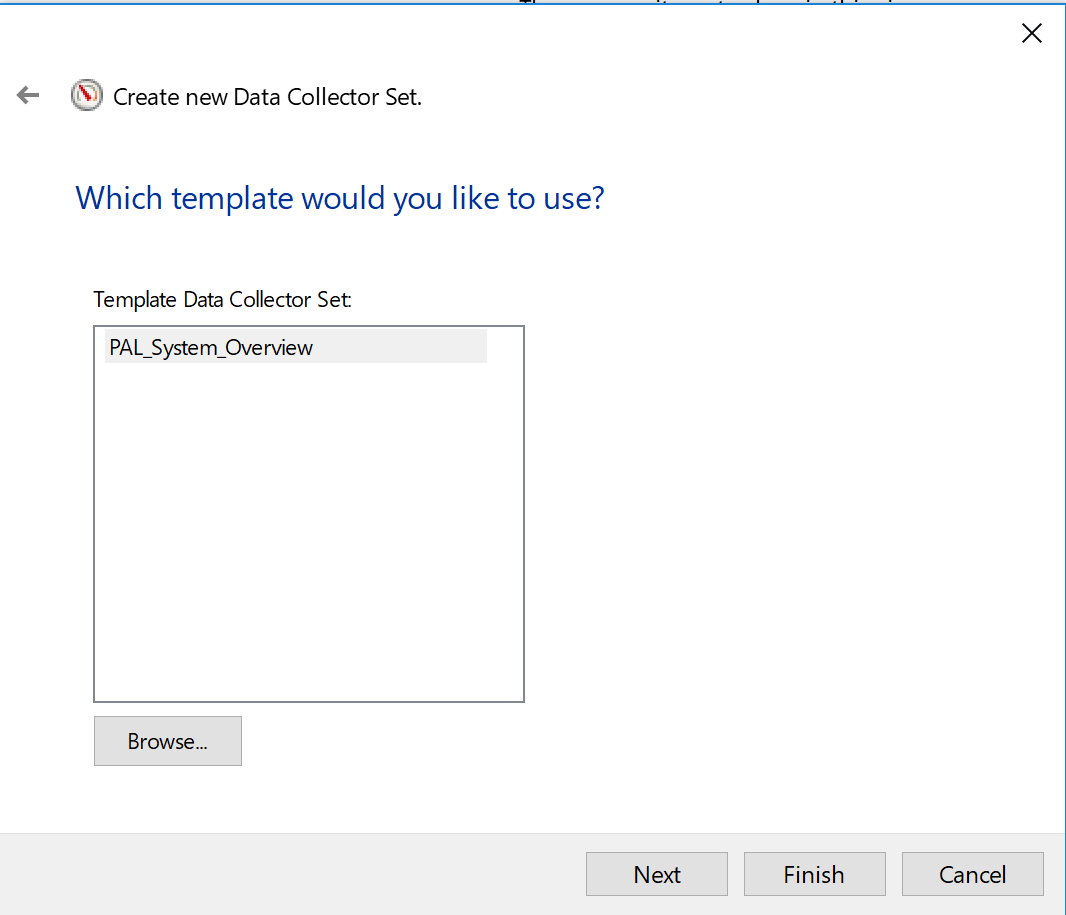 Create new Data Collector Set.
Which template would you like to use?
Template Data Collector Set:
PAL_System_Overview
Browse...
Next
Finish
Cancel